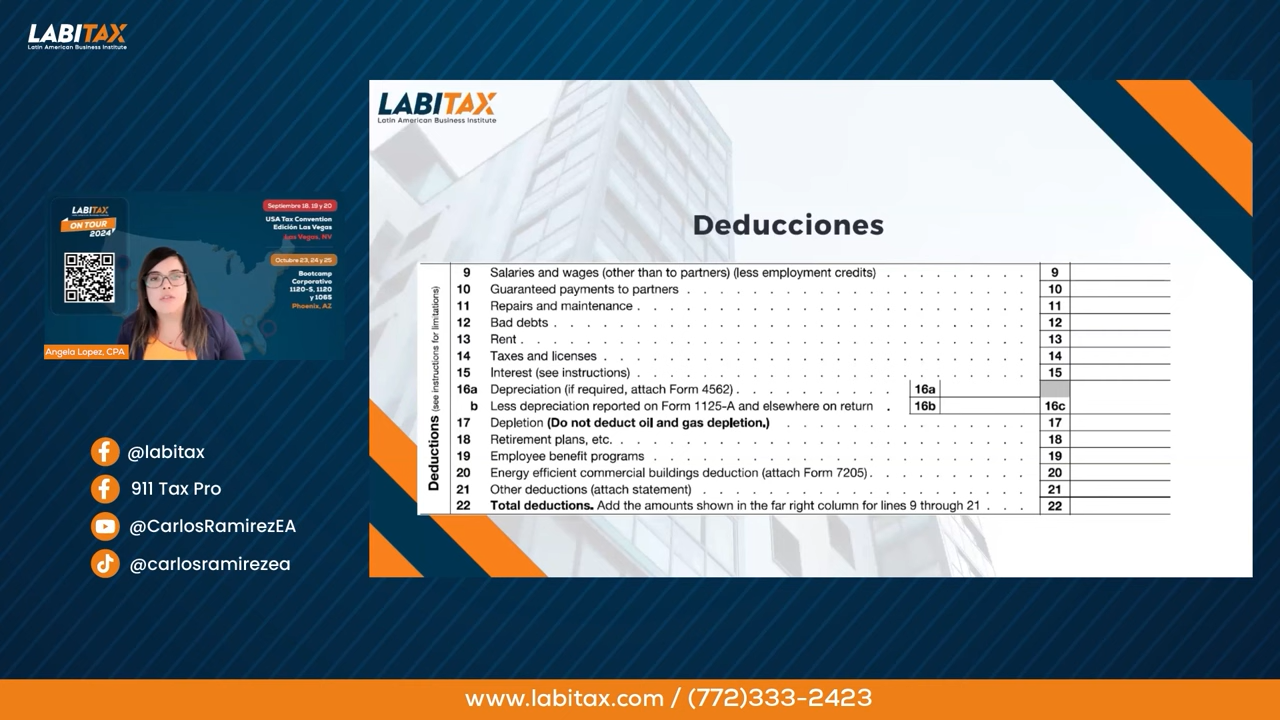 LABITAX
Latin American Business Institute
LABITAX
Latin American Business Institute
Deducciones
Deductions (see instructions for limitations)
9 Salaries and wages (other than to partners) (less employment credits) . . . . . . . . . 9
10 Guaranteed payments to partners . . . . . . . . . . . . . . . . . . . . 10
11 Repairs and maintenance . . . . . . . . . . . . . . . . . . . . . . 11
12 Bad debts . . . . . . . . . . . . . . . . . . . . . . . . . . . 12
13 Rent . . . . . . . . . . . . . . . . . . . . . . . . . . . . . 13
14 Taxes and licenses . . . . . . . . . . . . . . . . . . . . . . . . 14
15 Interest (see instructions) . . . . . . . . . . . . . . . . . . . . . . 15
16a Depreciation (if required, attach Form 4562) . . . . . . . . . . 16a
b Less depreciation reported on Form 1125-A and elsewhere on return . 16b 16c
17 Depletion (Do not deduct oil and gas depletion.) . . . . . . . . . . . . . . . 17
18 Retirement plans, etc. . . . . . . . . . . . . . . . . . . . . . . . 18
19 Employee benefit programs . . . . . . . . . . . . . . . . . . . . . 19
20 Energy efficient commercial buildings deduction (attach Form 7205) . . . . . . . . . 20
21 Other deductions (attach statement) . . . . . . . . . . . . . . . . . . 21
22 Total deductions. Add the amounts shown in the far right column for lines 9 through 21 . . . 22
LABITAX
ON TOUR
2024
Septiembre 18, 19 y 20
USA Tax Convention
Edición Las Vegas
Las Vegas, NV
Octubre 23, 24 y 25
Bootcamp
Corporativo
1120-S, 1120
y 1065
Phoenix, AZ
Angela Lopez, CPA
@labitax
911 Tax Pro
@CarlosRamirezEA
@carlosramirezea
www.labitax.com / (772)333-2423